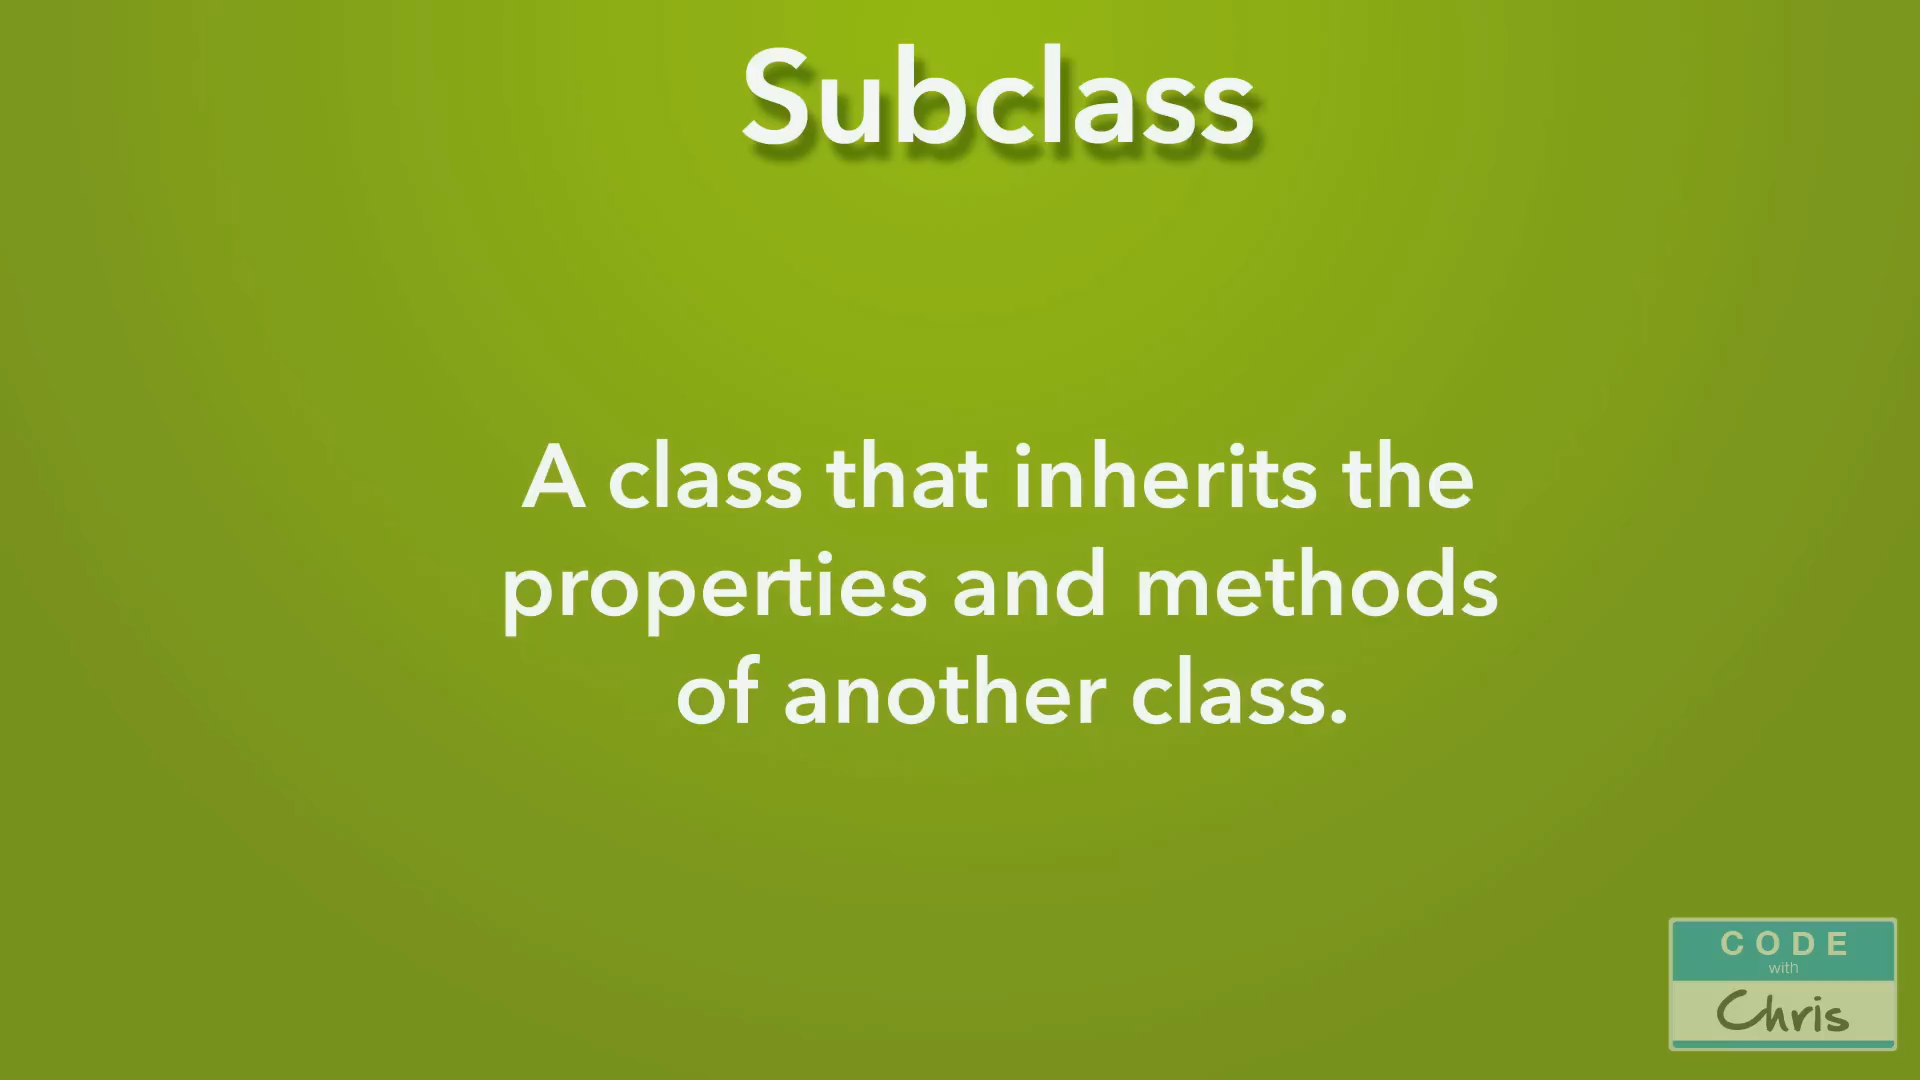 Subclass
A class that inherits the
properties and methods
of another class.
CODE
with
Chris